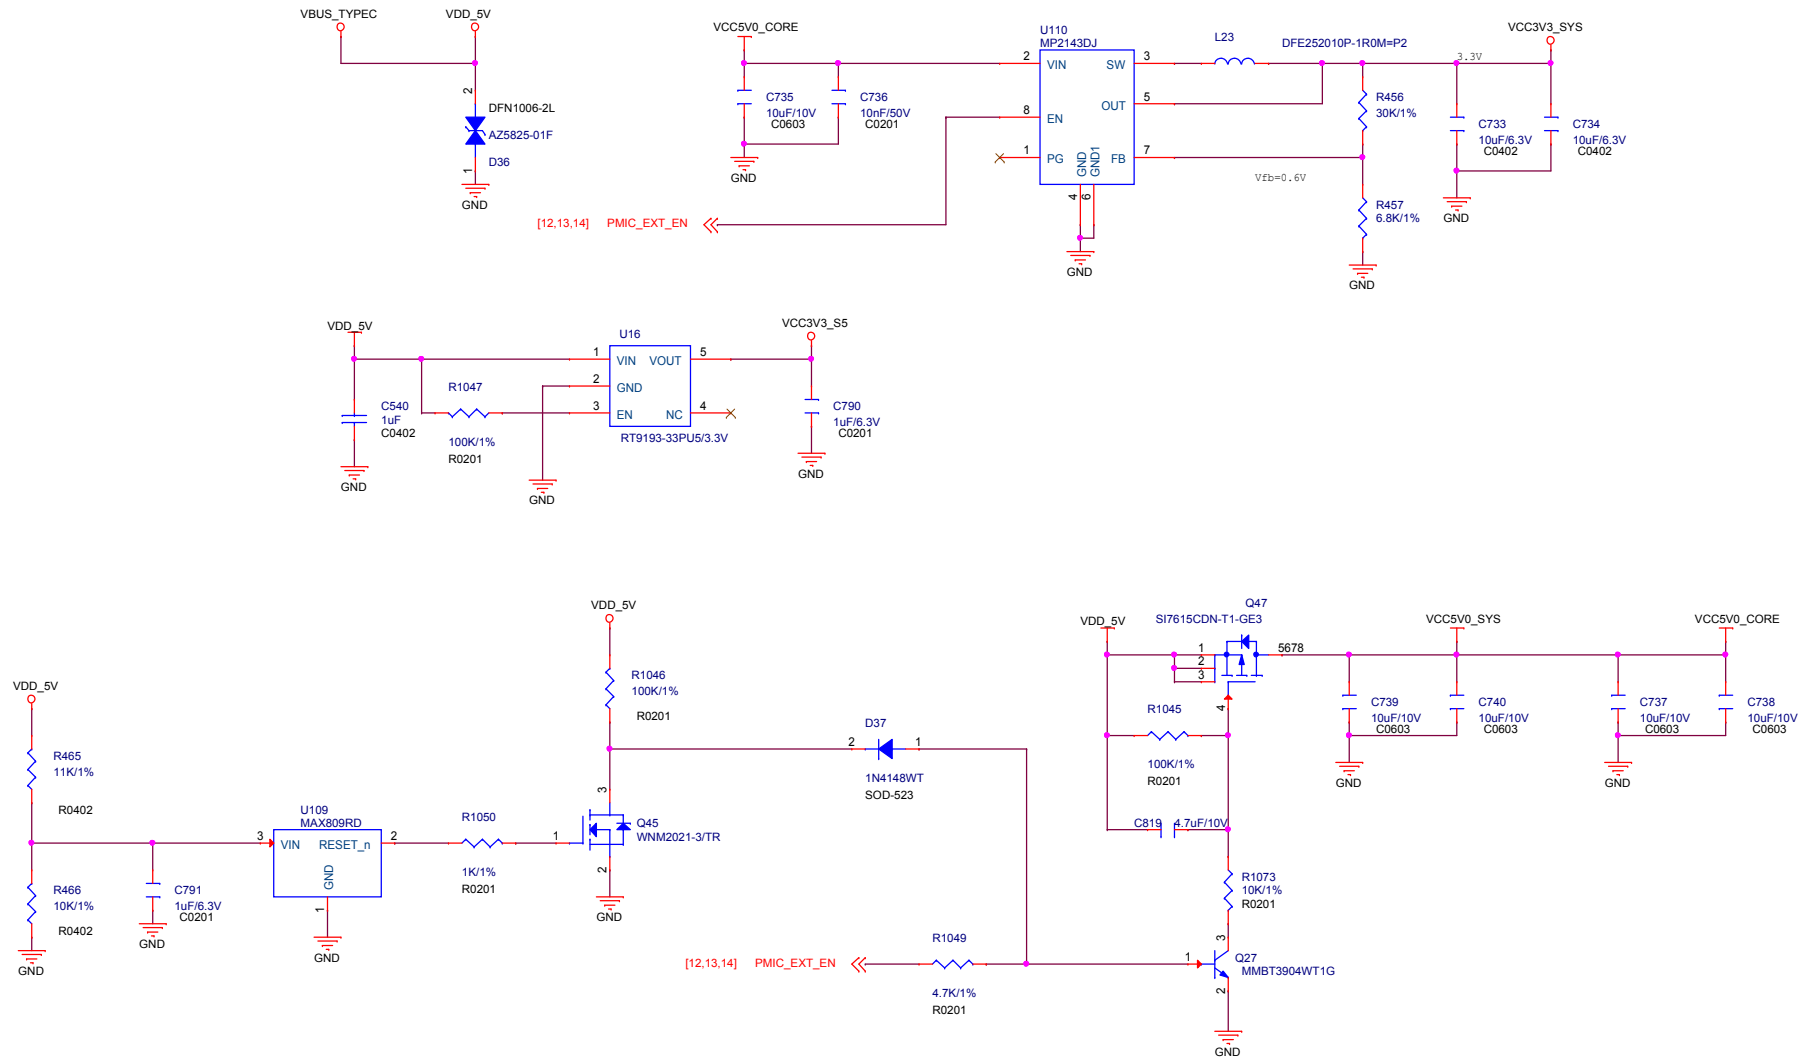 VBUS_TYPEC
VDD_5V
2
DFN1006-2L
AZ5825-01F
D36
1
GND
VCC5V0_CORE
C735
10uF/10V
C0603
C736
10nF/50V
C0201
GND
[12,13,14] PMIC_EXT_EN
U110
MP2143DJ
2 VIN
SW 3
OUT 5
8 EN
1 PG
FB 7
GND
GND1
4
6
GND
L23
DFE252010P-1R0M=P2
VCC3V3_SYS
3.3V
R456
30K/1%
Vfb=0.6V
R457
6.8K/1%
GND
C733
10uF/6.3V
C0402
C734
10uF/6.3V
C0402
GND
VDD_5V
C540
1uF
C0402
GND
R1047
100K/1%
R0201
U16
1 VIN VOUT 5
2 GND
3 EN NC 4
RT9193-33PU5/3.3V
GND
VCC3V3_S5
C790
1uF/6.3V
C0201
GND
VDD_5V
R465
11K/1%
R0402
R466
10K/1%
R0402
GND
C791
1uF/6.3V
C0201
GND
U109
MAX809RD
3 VIN RESET_n 2
GND
1
GND
R1050
1K/1%
R0201
VDD_5V
R1046
100K/1%
R0201
3
1
Q45
WNM2021-3/TR
2
GND
D37
2 1
1N4148WT
SOD-523
[12,13,14] PMIC_EXT_EN
R1049
4.7K/1%
R0201
VDD_5V
Q47
SI7615CDN-T1-GE3
1
2
3
5678
4
R1045
100K/1%
R0201
C819 4.7uF/10V
R1073
10K/1%
R0201
3
1
Q27
MMBT3904WT1G
2
GND
VCC5V0_SYS
VCC5V0_CORE
C739
10uF/10V
C0603
C740
10uF/10V
C0603
GND
C737
10uF/10V
C0603
C738
10uF/10V
C0603
GND